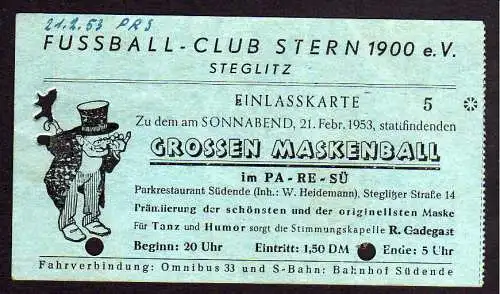 21.2.53 PRS
FUSSBALL-CLUB STERN 1900 e.V.
STEGLITZ
EINLASSKARTE 5
Zu dem am SONNABEND, 21. Febr. 1953, stattfindenden
GROSSEN MASKENBALL
im PA-RE-SÜ
Parkrestaurant Südende (Inh.: W. Heidemann), Steglitzer Straße 14
Prämiierung der schönsten und der originellsten Maske
Für Tanz und Humor sorgt die Stimmungskapelle R. Gadegast
Beginn: 20 Uhr Eintritt: 1,50 DM Ende: 5 Uhr
Fahrverbindung: Omnibus 33 und S-Bahn: Bahnhof Südende